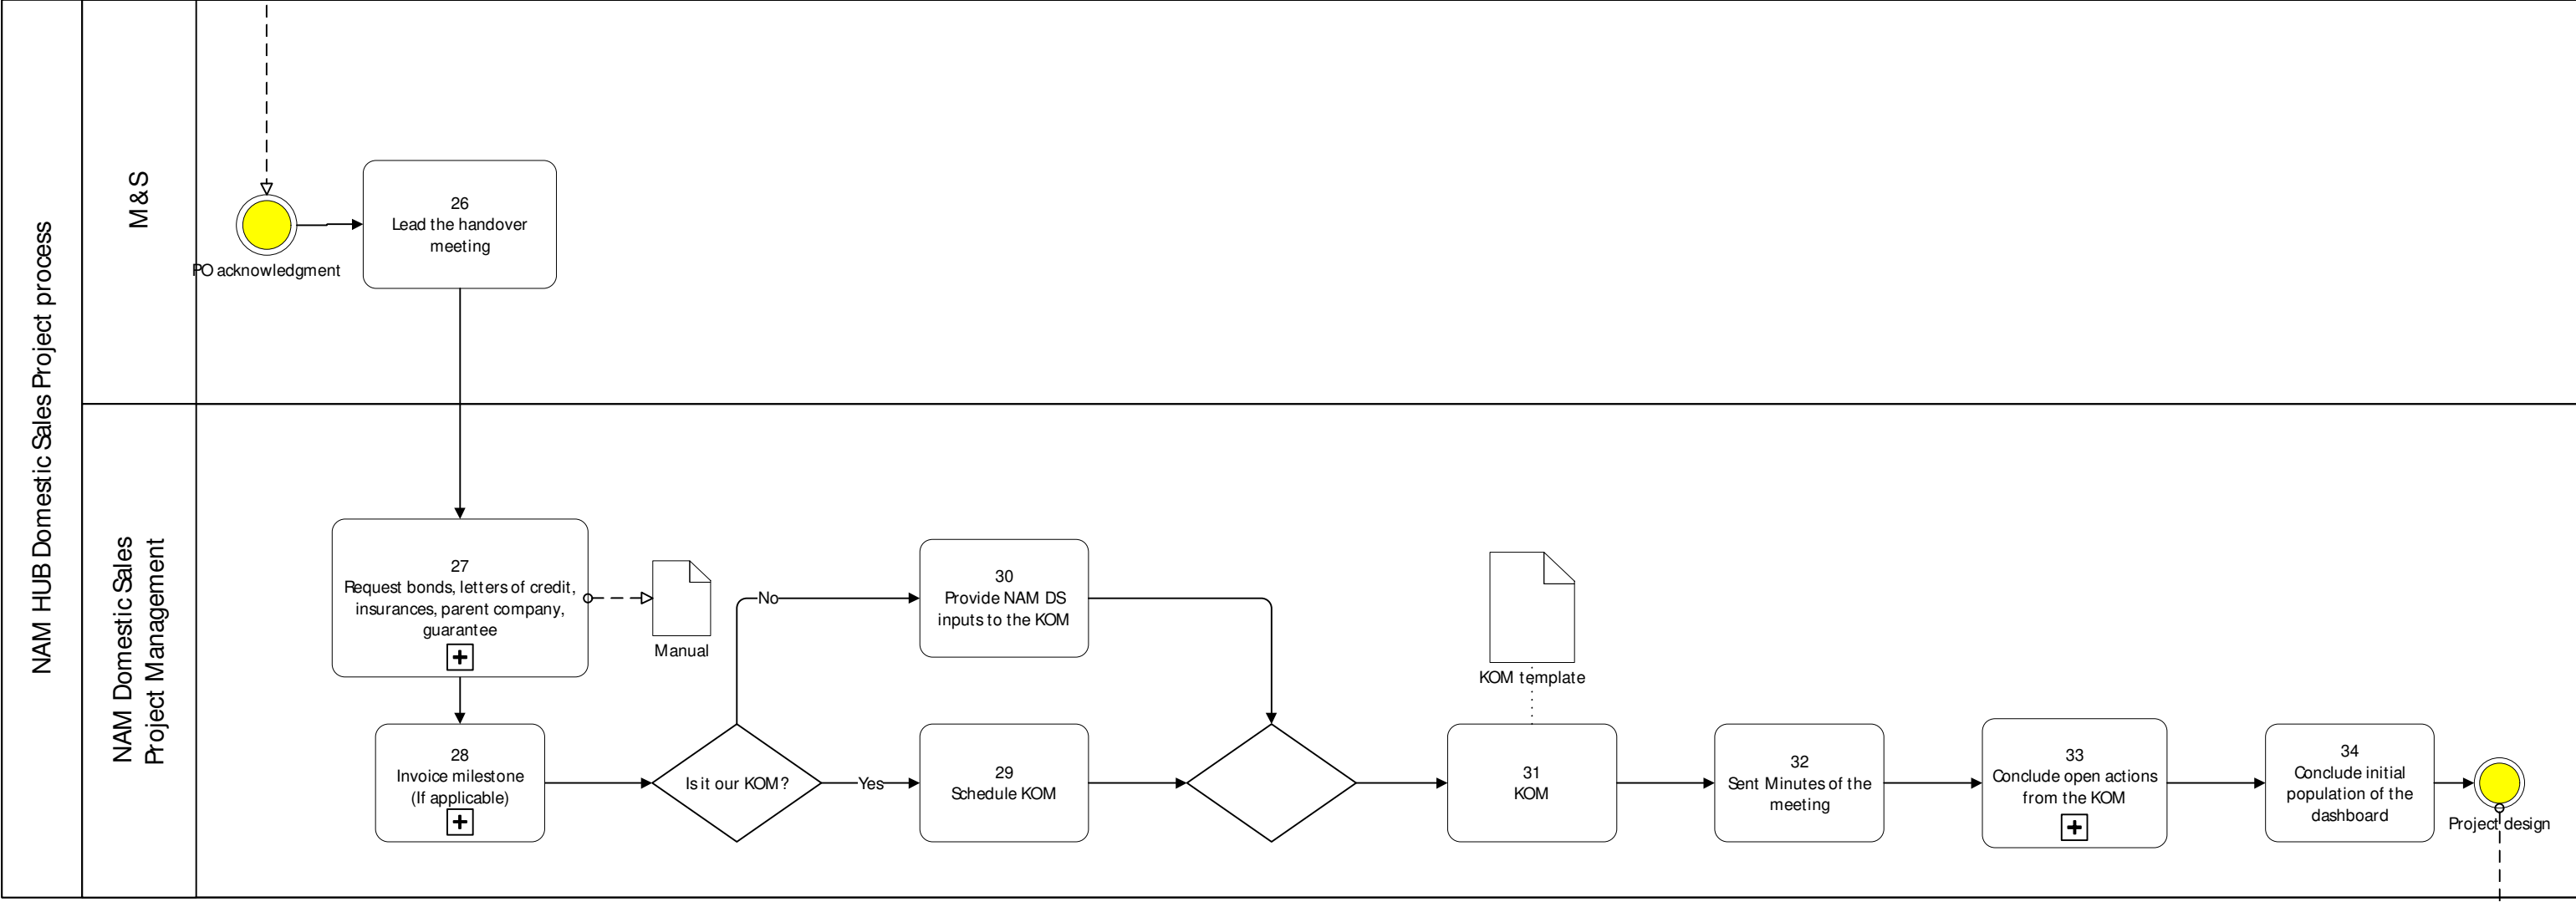 NAM HUB Domestic Sales Project process
M&S
PO acknowledgment
26
Lead the handover
meeting
NAM Domestic Sales
Project Management
27
Request bonds, letters of credit,
insurances, parent company,
guarantee
Manual
28
Invoice milestone
(If applicable)
Is it our KOM?
No
Yes
30
Provide NAM DS
inputs to the KOM
29
Schedule KOM
KOM template
31
KOM
32
Sent Minutes of the
meeting
33
Conclude open actions
from the KOM
34
Conclude initial
population of the
dashboard
Project design